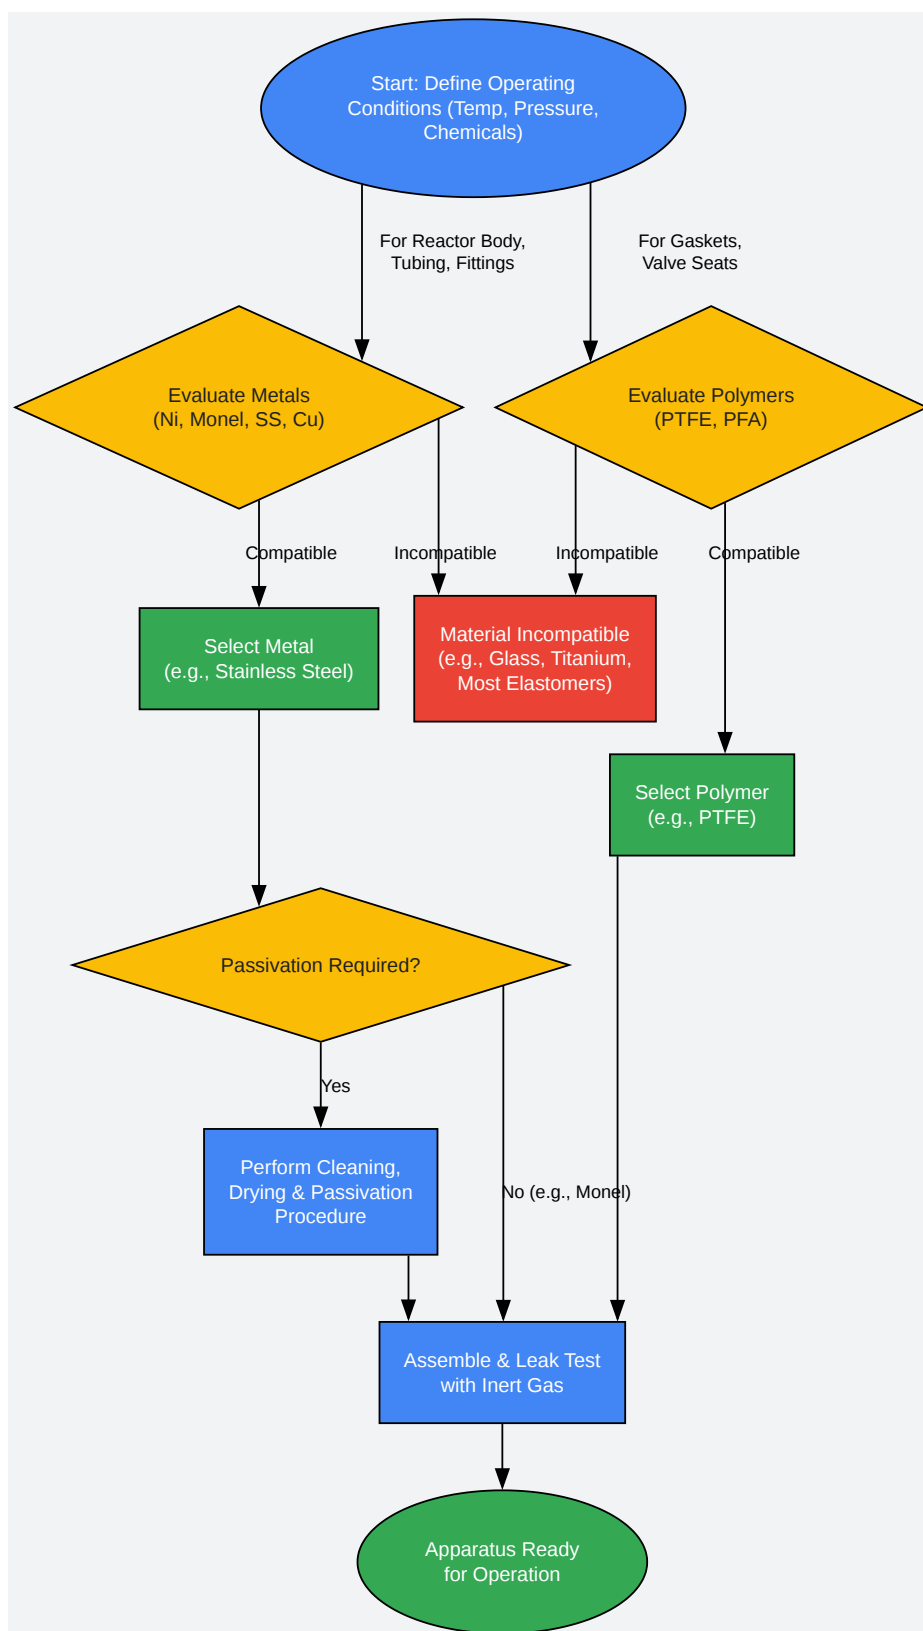 Start: Define Operating
Conditions (Temp, Pressure,
Chemicals)
For Reactor Body,
Tubing, Fittings
For Gaskets,
Valve Seats
Evaluate Metals
(Ni, Monel, SS, Cu)
Evaluate Polymers
(PTFE, PFA)
Compatible
Incompatible
Incompatible
Compatible
Select Metal
(e.g., Stainless Steel)
Material Incompatible
(e.g., Glass, Titanium,
Most Elastomers)
Select Polymer
(e.g., PTFE)
Passivation Required?
Yes
Perform Cleaning,
Drying & Passivation
Procedure
No (e.g., Monel)
Assemble & Leak Test
with Inert Gas
Apparatus Ready
for Operation